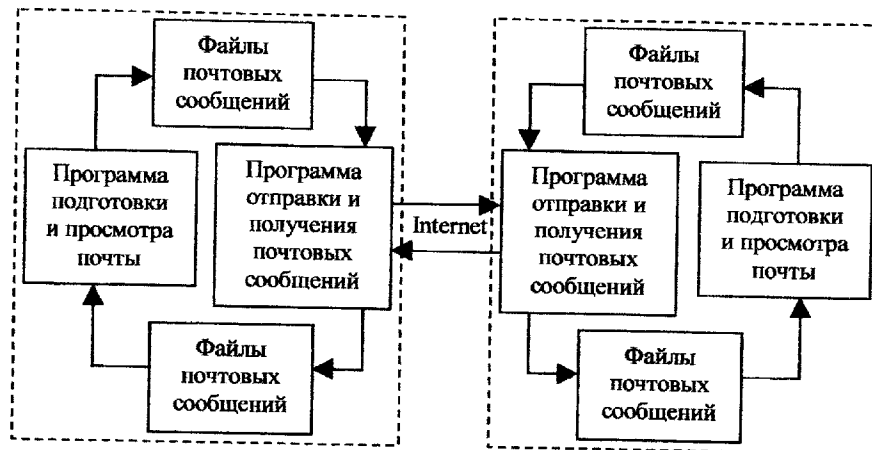 Файлы
почтовых
сообщений
Программа
подготовки
и просмотра
почты
Программа
отправки и
получения
почтовых
сообщений
Файлы
почтовых
сообщений
Internet
Файлы
почтовых
сообщений
Программа
отправки и
получения
почтовых
сообщений
Программа
подготовки
и просмотра
почты
Файлы
почтовых
сообщений